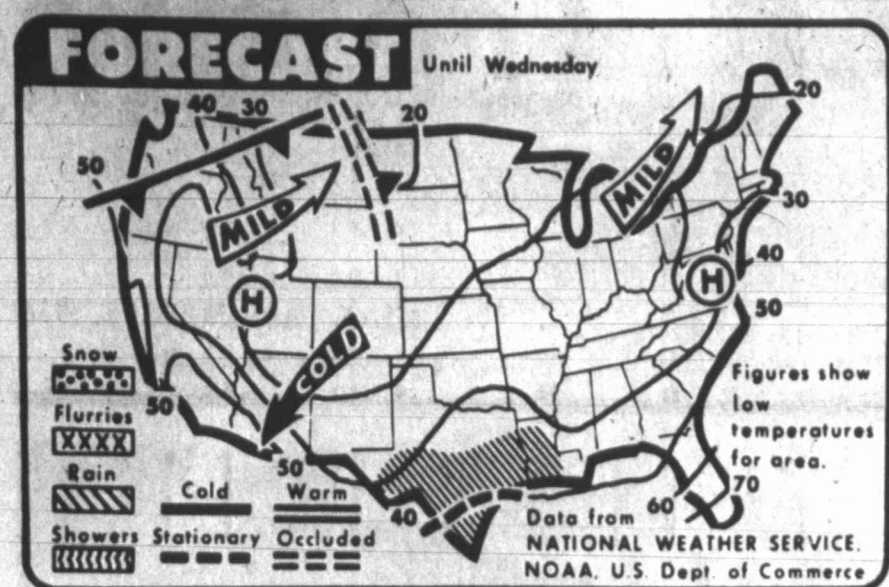 FORECAST
Until Wednesday
40 30 20 20
50
MILD
MILD
30
40
H
H
50
COLD
Snow
Flurries
XXXX
50
Rain
Showers
Cold
Warm
Stationary
Occluded
50
40
Figures show
low
temperatures
for area.
70
60
Data from
NATIONAL WEATHER SERVICE,
NOAA, U.S. Dept. of Commerce